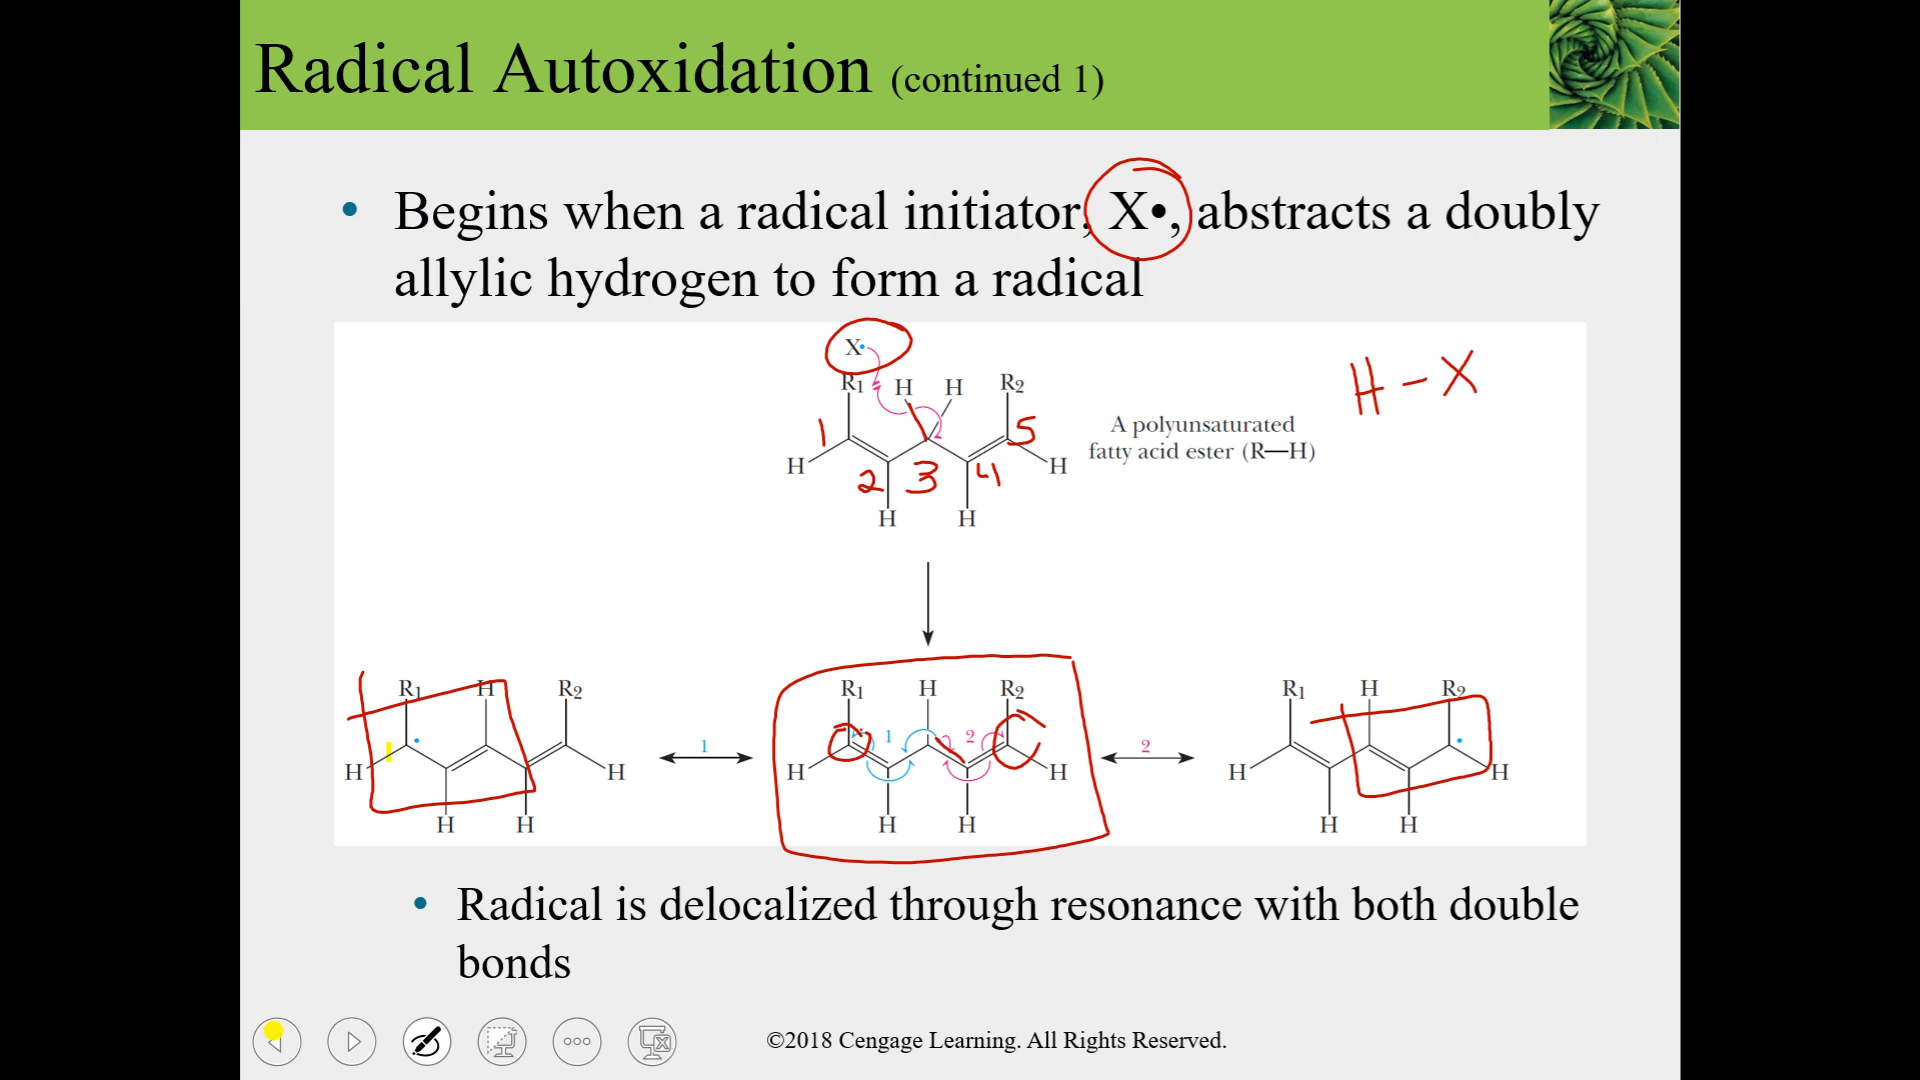 Radical Autoxidation (continued 1)
• Begins when a radical initiator, X•, abstracts a doubly
allylic hydrogen to form a radical
X•
R1 H H R2
H – X
1 5
A polyunsaturated
fatty acid ester (R—H)
H 2 3 4 H
H H
R1 H R2
R1 H R2
R1 H R2
1 2
H H 1 H H 2 H H
H H H H H H
• Radical is delocalized through resonance with both double
bonds
©2018 Cengage Learning. All Rights Reserved.